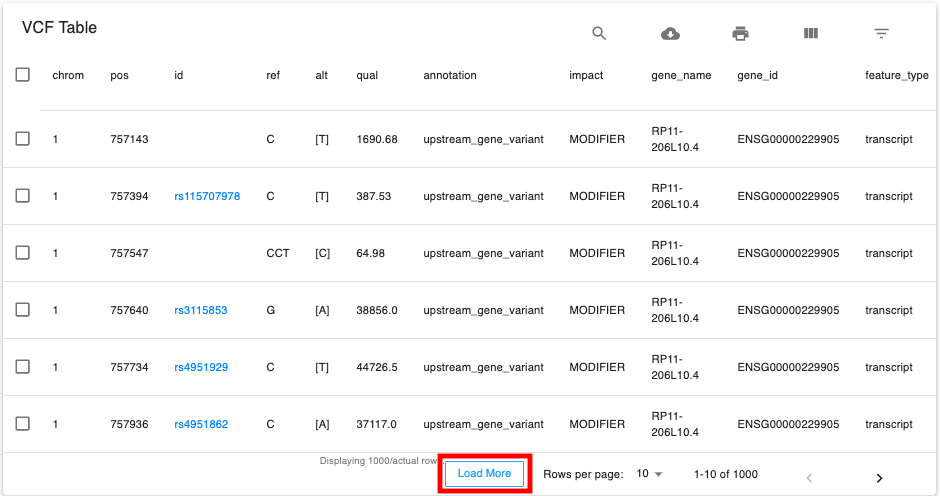 VCF Table
chrom pos id ref alt qual annotation impact gene_name gene_id feature_type
1 757143 C [T] 1690.68 upstream_gene_variant MODIFIER RP11-206L10.4 ENSG00000229905 transcript
1 757394 rs115707978 C [T] 387.53 upstream_gene_variant MODIFIER RP11-206L10.4 ENSG00000229905 transcript
1 757547 CCT [C] 64.98 upstream_gene_variant MODIFIER RP11-206L10.4 ENSG00000229905 transcript
1 757640 rs3115853 G [A] 38856.0 upstream_gene_variant MODIFIER RP11-206L10.4 ENSG00000229905 transcript
1 757734 rs4951929 C [T] 44726.5 upstream_gene_variant MODIFIER RP11-206L10.4 ENSG00000229905 transcript
1 757936 rs4951862 C [A] 37117.0 upstream_gene_variant MODIFIER RP11-206L10.4 ENSG00000229905 transcript
Displaying 1000/actual rows Load More Rows per page: 10 1-10 of 1000